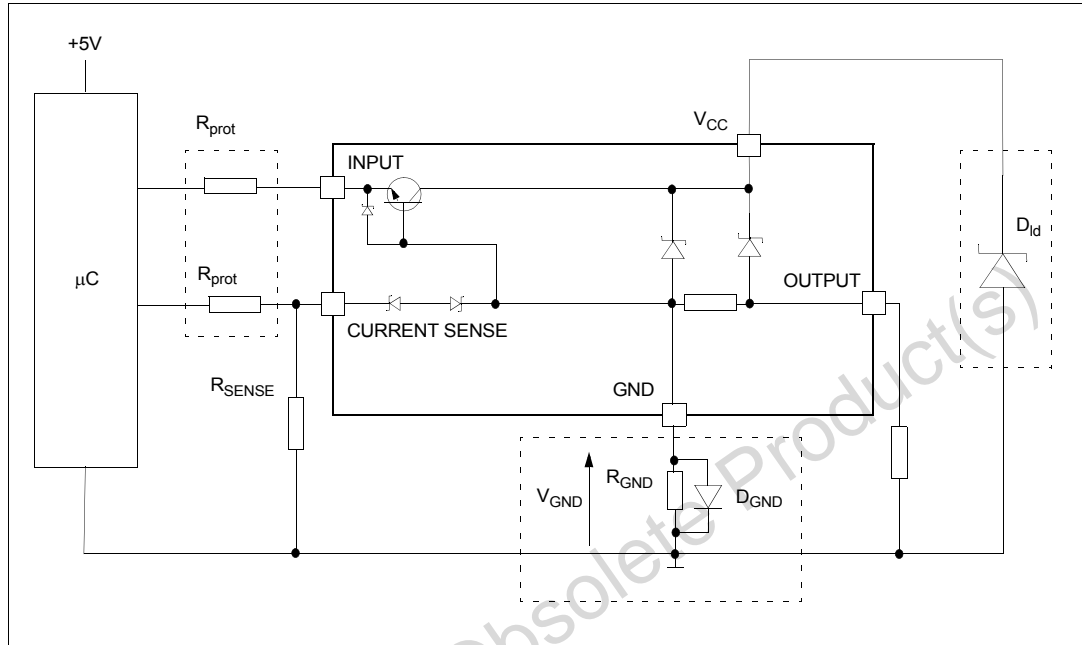 +5V
R_prot
V_CC
INPUT
D_ld
μC
R_prot
OUTPUT
CURRENT SENSE
R_SENSE
GND
R_GND
V_GND
D_GND
Obsolete Product(s)